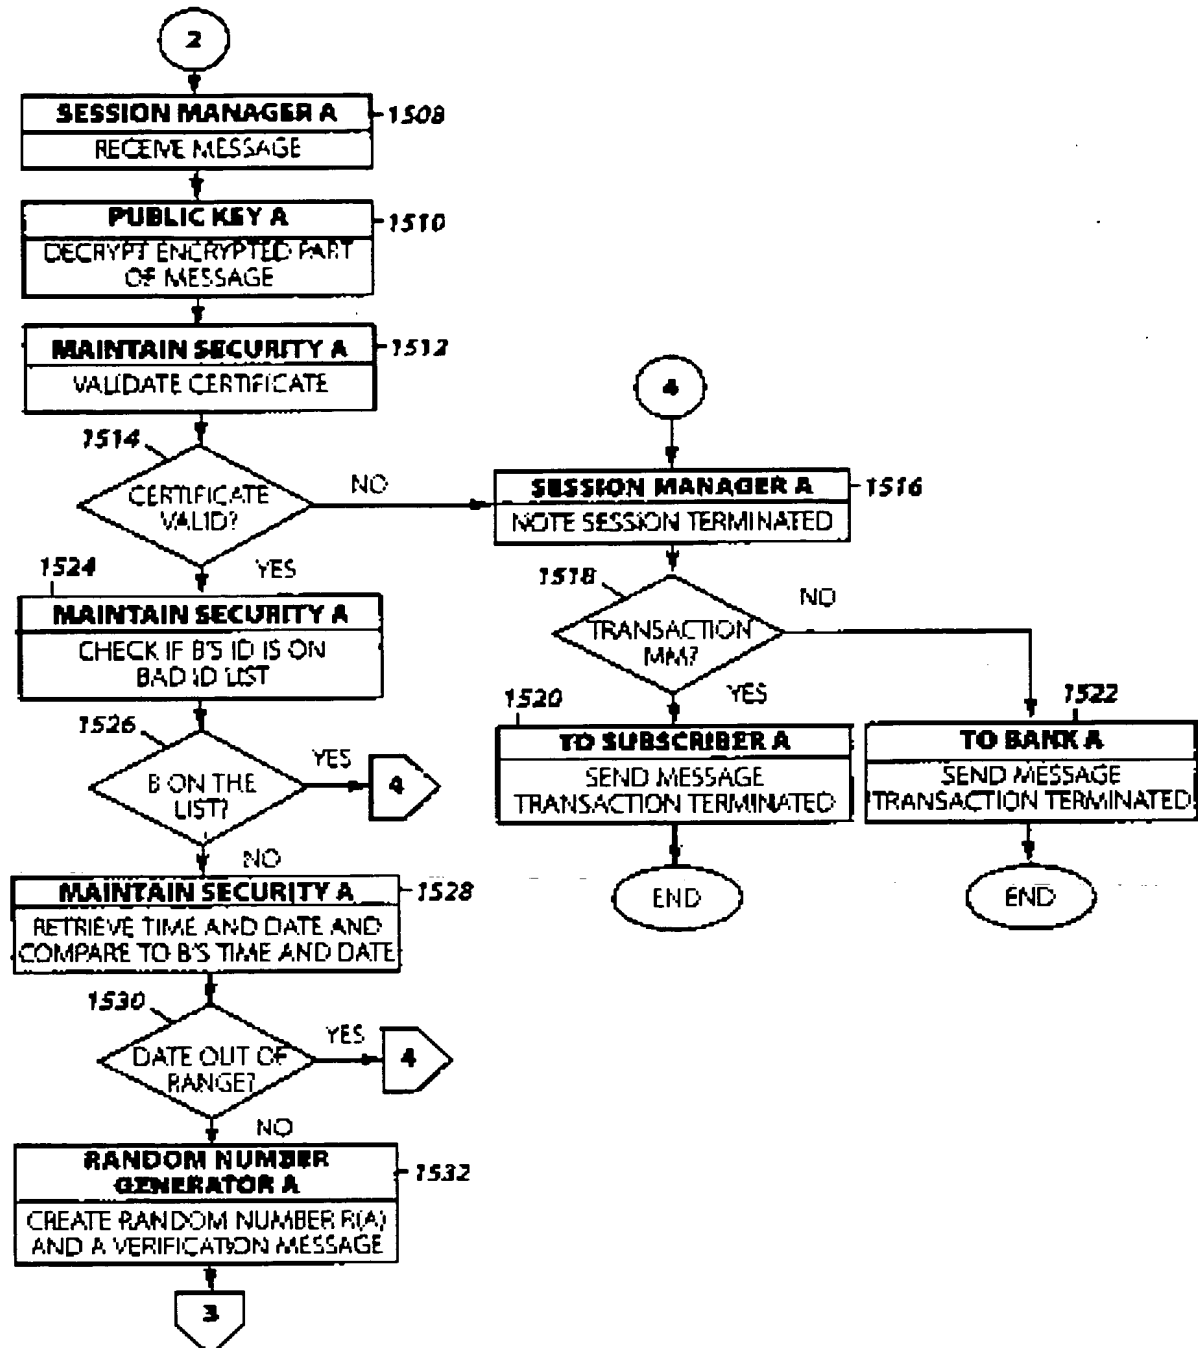 2
SESSION MANAGER A
1508
RECEIVE MESSAGE
PUBLIC KEY A
1510
DECRYPT ENCRYPTED PART
OF MESSAGE
MAINTAIN SECURITY A
1512
VALIDATE CERTIFICATE
1514
CERTIFICATE
VALID?
NO
YES
4
SESSION MANAGER A
1516
NOTE SESSION TERMINATED
1518
TRANSACTION
MM?
NO
YES
1520
TO SUBSCRIBER A
SEND MESSAGE
TRANSACTION TERMINATED
END
1522
TO BANK A
SEND MESSAGE
TRANSACTION TERMINATED
END
1524
MAINTAIN SECURITY A
CHECK IF B'S ID IS ON
BAD ID LIST
1526
B ON THE
LIST?
YES
4
NO
MAINTAIN SECURITY A
1528
RETRIEVE TIME AND DATE AND
COMPARE TO B'S TIME AND DATE
1530
DATE OUT OF
RANGE?
YES
4
NO
RANDOM NUMBER
GENERATOR A
1532
CREATE RANDOM NUMBER R(A)
AND A VERIFICATION MESSAGE
3